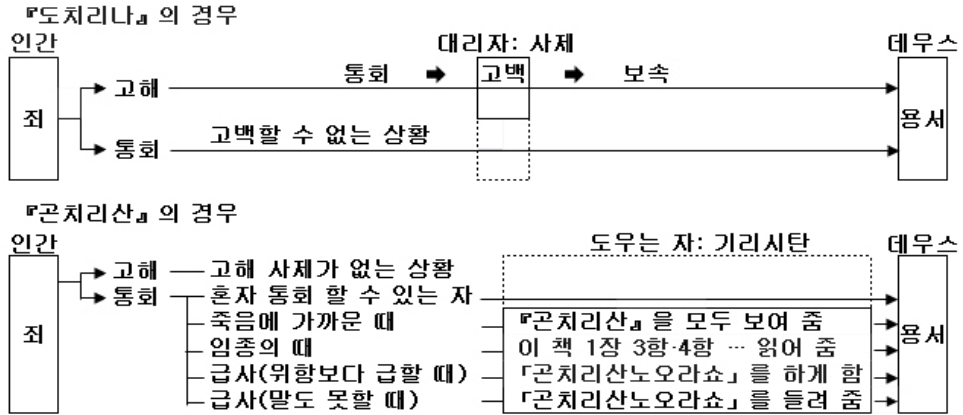 『도치리나』의 경우
인간 대리자: 사제 데우스
통회 ➡ 고백 ➡ 보속
고해
죄 용서
고백할 수 없는 상황
통회
『곤치리산』의 경우
인간 도우는 자: 기리시탄 데우스
고해 고해 사제가 없는 상황
통회 혼자 통회 할 수 있는 자
죽음에 가까운 때 『곤치리산』을 모두 보여 줌
죄 용서
임종의 때 이 책 1장 3항·4항 … 읽어 줌
급사(위항보다 급할 때) 「곤치리산노오라쇼」를 하게 함
급사(말도 못할 때) 「곤치리산노오라쇼」를 들려 줌